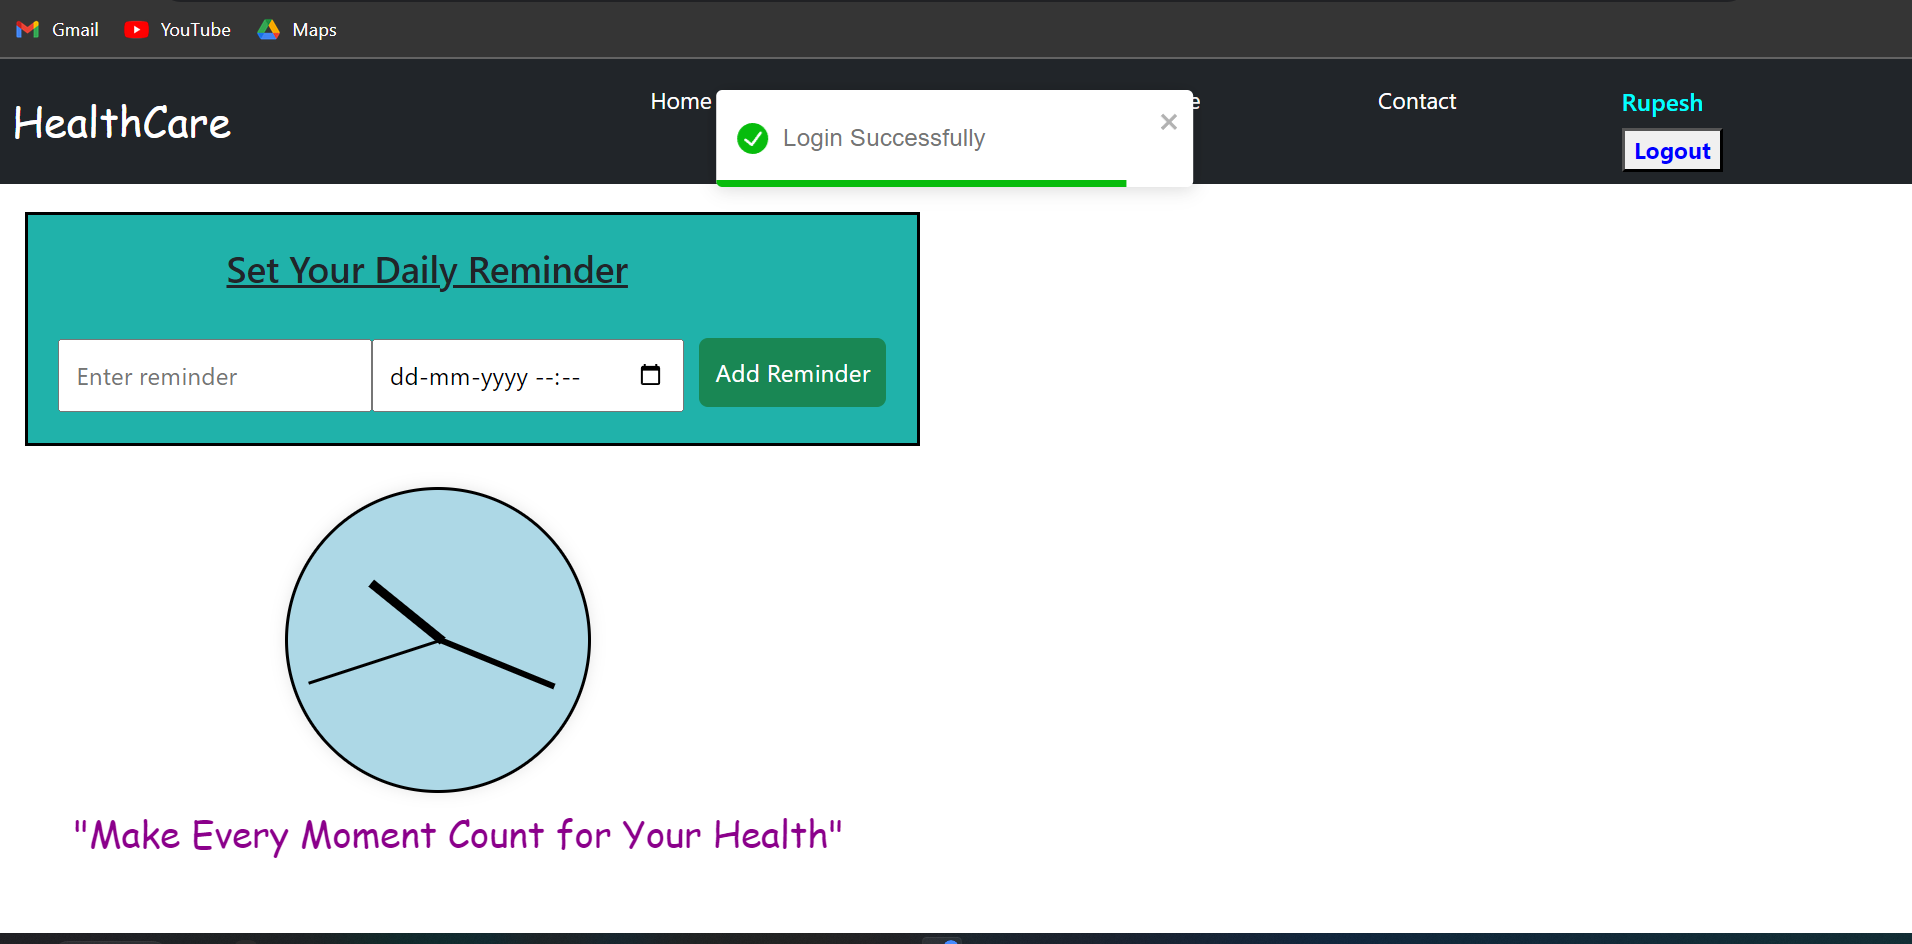 Gmail YouTube Maps
HealthCare
Home
Contact
Rupesh
Logout
Login Successfully
Set Your Daily Reminder
Enter reminder
dd-mm-yyyy --:--
Add Reminder
"Make Every Moment Count for Your Health"